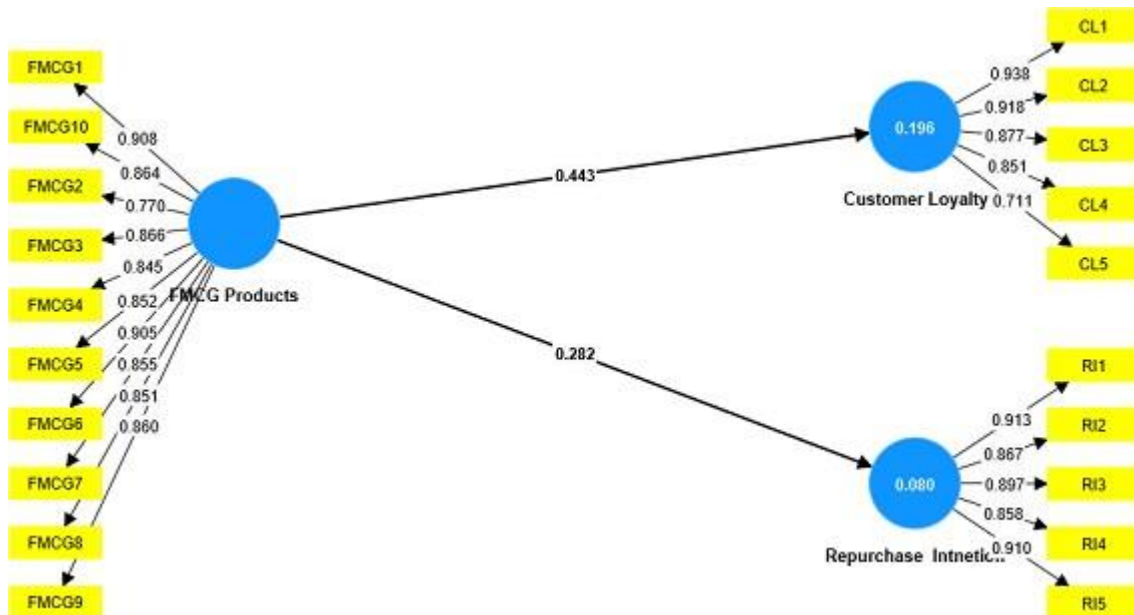 FMCG1
FMCG10
FMCG2
FMCG3
FMCG4
FMCG5
FMCG6
FMCG7
FMCG8
FMCG9
0.908
0.864
0.770
0.866
0.845
0.852
0.905
0.855
0.851
0.860
FMCG Products
0.443
0.282
0.196
Customer Loyalty
0.938
0.918
0.877
0.851
0.711
CL1
CL2
CL3
CL4
CL5
0.080
Repurchase Intnetion
0.913
0.867
0.897
0.858
0.910
RI1
RI2
RI3
RI4
RI5